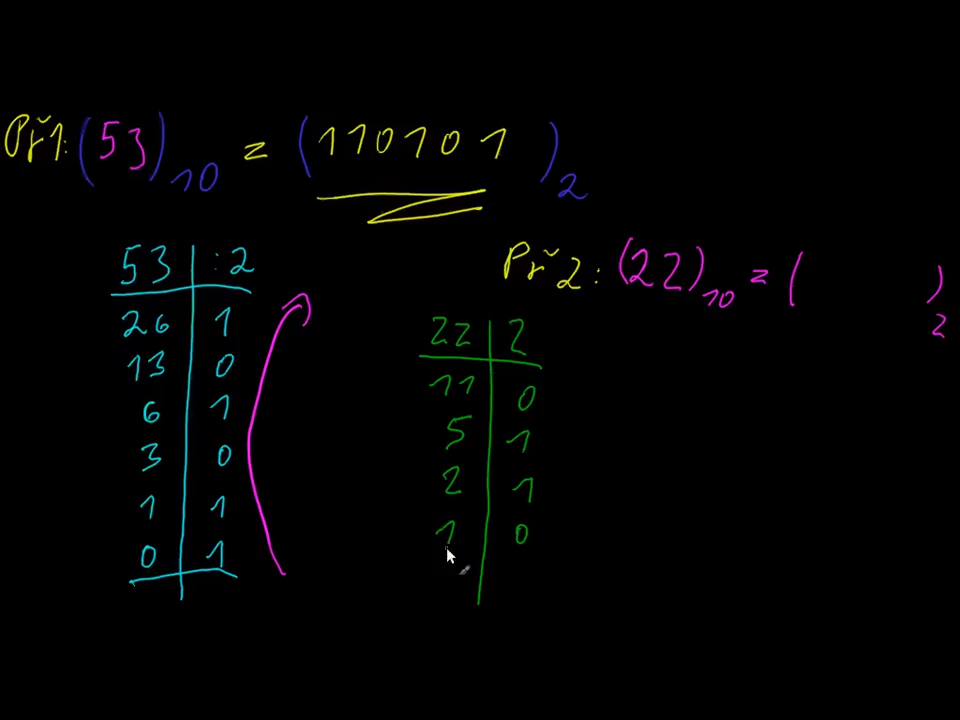 Př1: (53)10 = (110101)2
53 | :2
26 | 1
13 | 0
6 | 1
3 | 0
1 | 1
0 | 1
Př2: (22)10 = ( )2
22 | 2
11 | 0
5 | 1
2 | 1
1 | 0